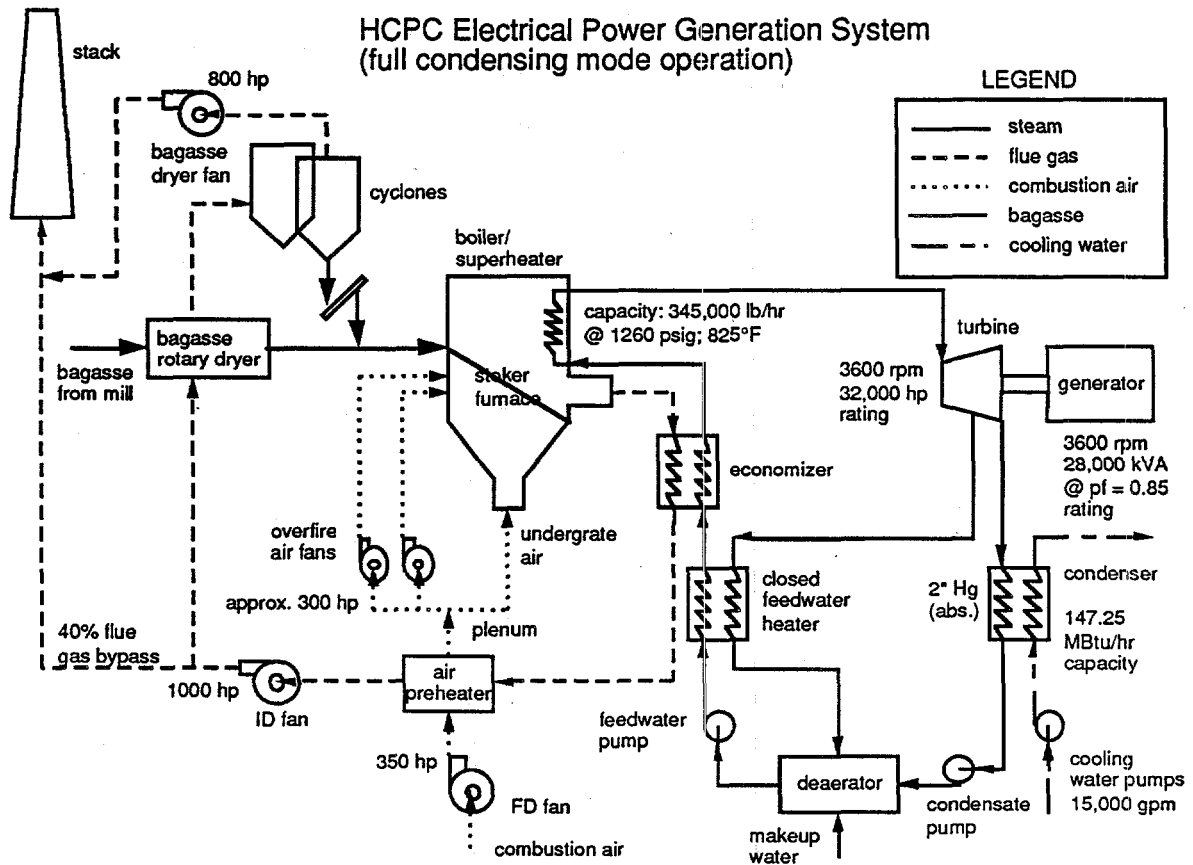 HCPC Electrical Power Generation System
(full condensing mode operation)
stack
800 hp
bagasse
dryer fan
cyclones
LEGEND
steam
flue gas
combustion air
bagasse
cooling water
boiler/
superheater
capacity: 345,000 lb/hr
@ 1260 psig; 825°F
turbine
bagasse
rotary dryer
bagasse
from mill
stoker
furnace
3600 rpm
32,000 hp
rating
generator
3600 rpm
28,000 kVA
@ pf = 0.85
rating
economizer
overfire
air fans
undergrate
air
approx. 300 hp
closed
feedwater
heater
2" Hg
(abs.)
condenser
147.25
MBtu/hr
capacity
plenum
40% flue
gas bypass
air
preheater
1000 hp
ID fan
feedwater
pump
350 hp
FD fan
combustion air
deaerator
makeup
water
condensate
pump
cooling
water pumps
15,000 gpm